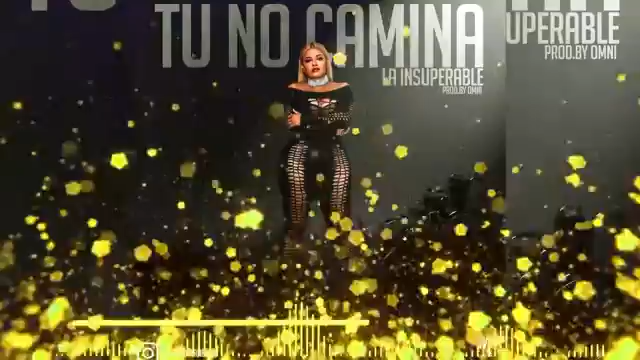 TU NO CAMINA
LA INSUPERABLE
PROD.BY OMNI
UPERABLE
PROD.BY OMNI